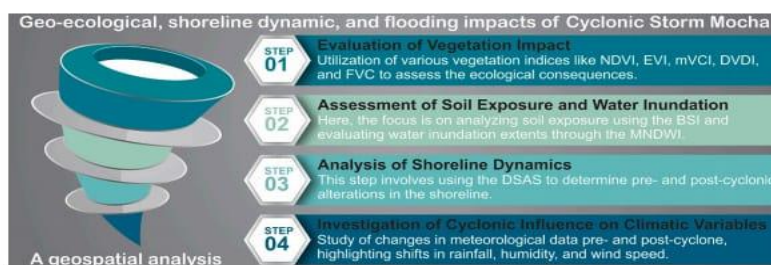 Geo-ecological, shoreline dynamic, and flooding impacts of Cyclonic Storm Mocha
STEP
01
Evaluation of Vegetation Impact
Utilization of various vegetation indices like NDVI, EVI, mVCI, DVDI,
and FVC to assess the ecological consequences.
STEP
02
Assessment of Soil Exposure and Water Inundation
Here, the focus is on analyzing soil exposure using the BSI and
evaluating water inundation extents through the MNDWI.
STEP
03
Analysis of Shoreline Dynamics
This step involves using the DSAS to determine pre- and post-cyclonic
alterations in the shoreline.
STEP
04
Investigation of Cyclonic Influence on Climatic Variables
Study of changes in meteorological data pre- and post-cyclone,
highlighting shifts in rainfall, humidity, and wind speed.
A geospatial analysis